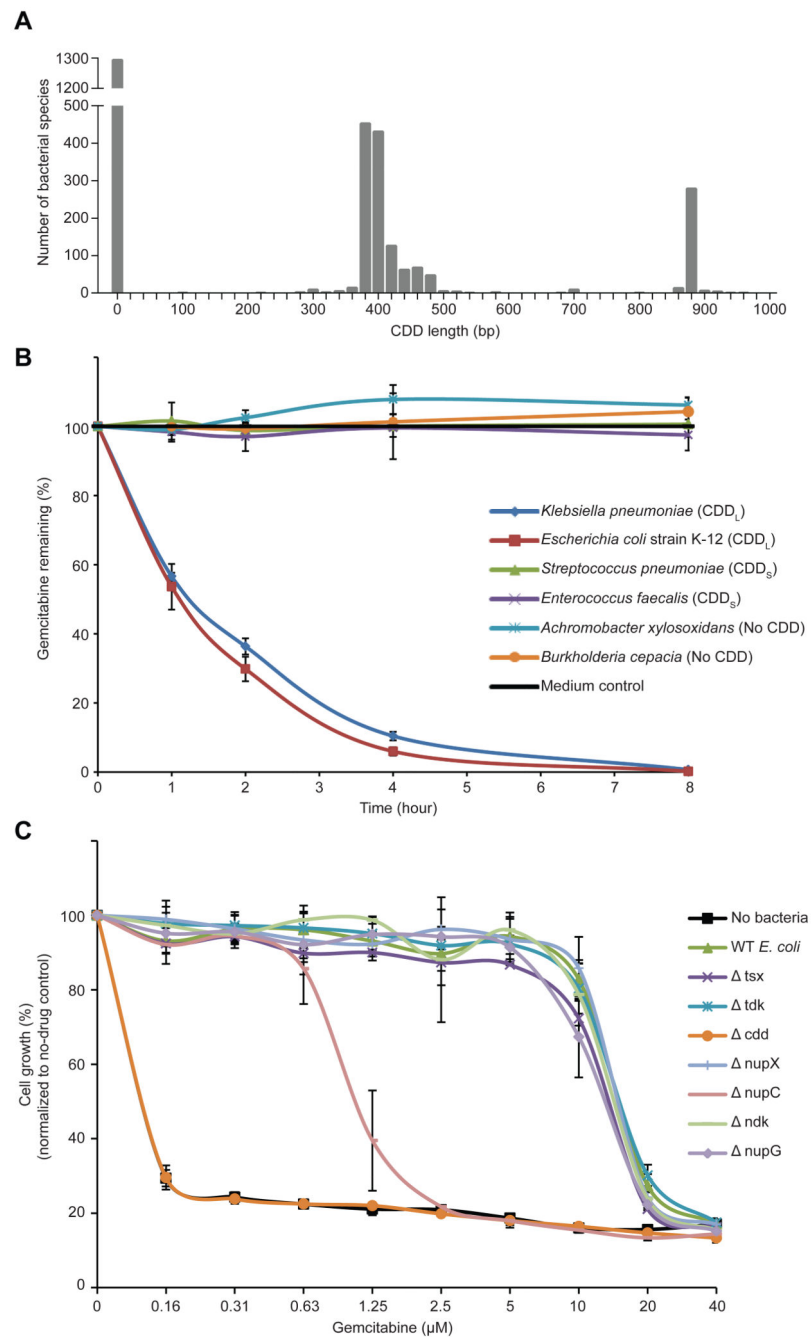 A
1300
1200
500
400
300
200
100
0
Number of bacterial species
0 100 200 300 400 500 600 700 800 900 1000
CDD length (bp)
B
100
80
60
40
20
0
Gemcitabine remaining (%)
Klebsiella pneumoniae (CDDL)
Escherichia coli strain K-12 (CDDL)
Streptococcus pneumoniae (CDDS)
Enterococcus faecalis (CDDS)
Achromobacter xylosoxidans (No CDD)
Burkholderia cepacia (No CDD)
Medium control
0 1 2 3 4 5 6 7 8
Time (hour)
C
100
80
60
40
20
0
Cell growth (%)
(normalized to no-drug control)
No bacteria
WT E. coli
Δ tsx
Δ tdk
Δ cdd
Δ nupX
Δ nupC
Δ ndk
Δ nupG
0 0.16 0.31 0.63 1.25 2.5 5 10 20 40
Gemcitabine (μM)